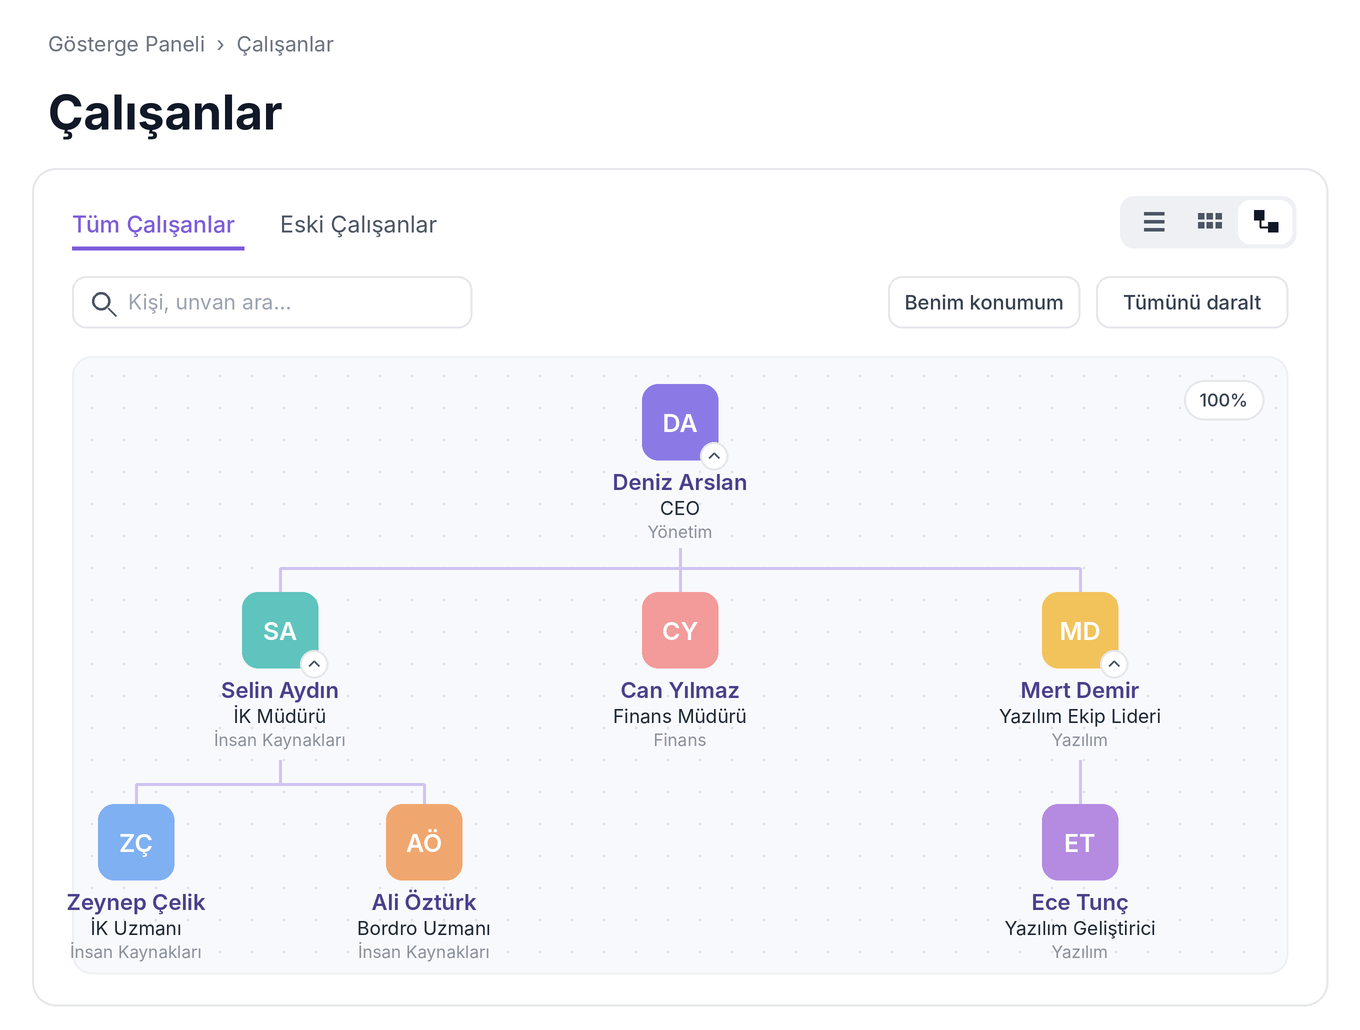 Gösterge Paneli › Çalışanlar
Çalışanlar
Tüm Çalışanlar
Eski Çalışanlar
Kişi, unvan ara...
Benim konumum
Tümünü daralt
100%
DA
Deniz Arslan
CEO
Yönetim
SA
Selin Aydın
İK Müdürü
İnsan Kaynakları
CY
Can Yılmaz
Finans Müdürü
Finans
MD
Mert Demir
Yazılım Ekip Lideri
Yazılım
ZÇ
Zeynep Çelik
İK Uzmanı
İnsan Kaynakları
AÖ
Ali Öztürk
Bordro Uzmanı
İnsan Kaynakları
ET
Ece Tunç
Yazılım Geliştirici
Yazılım